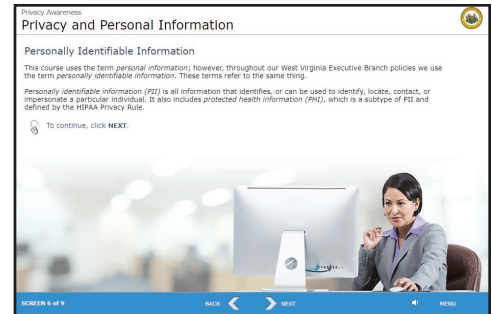 Privacy Awareness
Privacy and Personal Information
Personally Identifiable Information
This course uses the term personal information; however, throughout our West Virginia Executive Branch policies we use
the term personally identifiable information. These terms refer to the same thing.
Personally identifiable information (PII) is all information that identifies, or can be used to identify, locate, contact, or
impersonate a particular individual. It also includes protected health information (PHI), which is a subtype of PII and
defined by the HIPAA Privacy Rule.
To continue, click NEXT.
SCREEN 6 of 9
BACK
NEXT
MENU